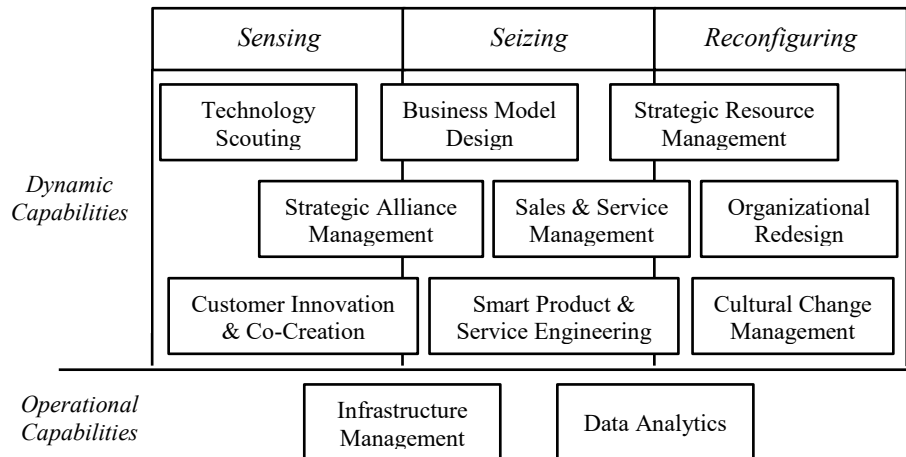 Sensing
Seizing
Reconfiguring
Technology
Scouting
Business Model
Design
Strategic Resource
Management
Dynamic
Capabilities
Strategic Alliance
Management
Sales & Service
Management
Organizational
Redesign
Customer Innovation
& Co-Creation
Smart Product &
Service Engineering
Cultural Change
Management
Operational
Capabilities
Infrastructure
Management
Data Analytics